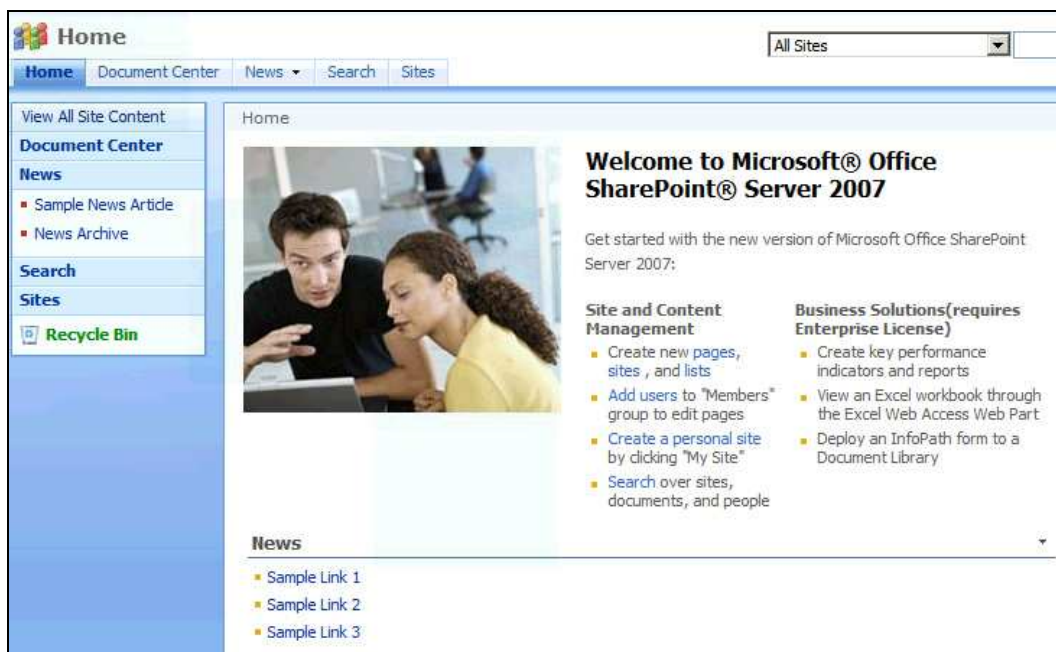 Home
All Sites
Home
Document Center
News
Search
Sites
View All Site Content
Document Center
News
Sample News Article
News Archive
Search
Sites
Recycle Bin
Home
Welcome to Microsoft® Office
SharePoint® Server 2007
Get started with the new version of Microsoft Office SharePoint
Server 2007:
Site and Content
Management
Create new pages,
sites , and lists
Add users to "Members"
group to edit pages
Create a personal site
by clicking "My Site"
Search over sites,
documents, and people
Business Solutions(requires
Enterprise License)
Create key performance
indicators and reports
View an Excel workbook through
the Excel Web Access Web Part
Deploy an InfoPath form to a
Document Library
News
Sample Link 1
Sample Link 2
Sample Link 3